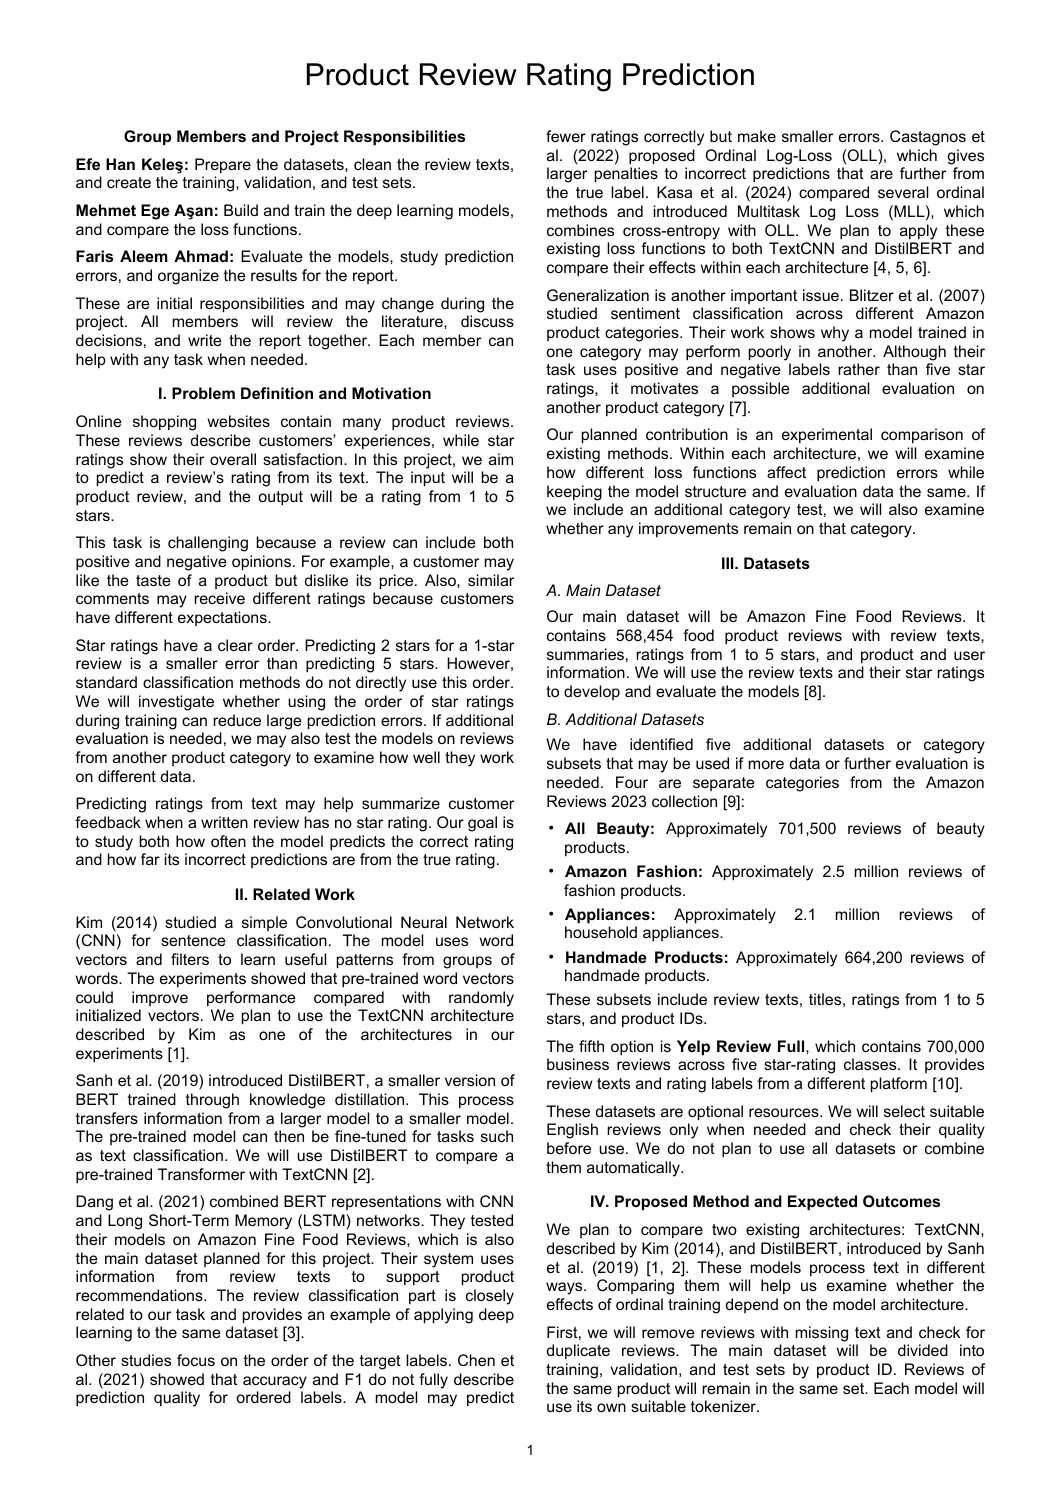 Product Review Rating Prediction
Group Members and Project Responsibilities
Efe Han Keleş: Prepare the datasets, clean the review texts,
and create the training, validation, and test sets.
Mehmet Ege Aşan: Build and train the deep learning models,
and compare the loss functions.
Faris Aleem Ahmad: Evaluate the models, study prediction
errors, and organize the results for the report.
These are initial responsibilities and may change during the
project. All members will review the literature, discuss
decisions, and write the report together. Each member can
help with any task when needed.
I. Problem Definition and Motivation
Online shopping websites contain many product reviews.
These reviews describe customers’ experiences, while star
ratings show their overall satisfaction. In this project, we aim
to predict a review’s rating from its text. The input will be a
product review, and the output will be a rating from 1 to 5
stars.
This task is challenging because a review can include both
positive and negative opinions. For example, a customer may
like the taste of a product but dislike its price. Also, similar
comments may receive different ratings because customers
have different expectations.
Star ratings have a clear order. Predicting 2 stars for a 1-star
review is a smaller error than predicting 5 stars. However,
standard classification methods do not directly use this order.
We will investigate whether using the order of star ratings
during training can reduce large prediction errors. If additional
evaluation is needed, we may also test the models on reviews
from another product category to examine how well they work
on different data.
Predicting ratings from text may help summarize customer
feedback when a written review has no star rating. Our goal is
to study both how often the model predicts the correct rating
and how far its incorrect predictions are from the true rating.
II. Related Work
Kim (2014) studied a simple Convolutional Neural Network
(CNN) for sentence classification. The model uses word
vectors and filters to learn useful patterns from groups of
words. The experiments showed that pre-trained word vectors
could improve performance compared with randomly
initialized vectors. We plan to use the TextCNN architecture
described by Kim as one of the architectures in our
experiments [1].
Sanh et al. (2019) introduced DistilBERT, a smaller version of
BERT trained through knowledge distillation. This process
transfers information from a larger model to a smaller model.
The pre-trained model can then be fine-tuned for tasks such
as text classification. We will use DistilBERT to compare a
pre-trained Transformer with TextCNN [2].
Dang et al. (2021) combined BERT representations with CNN
and Long Short-Term Memory (LSTM) networks. They tested
their models on Amazon Fine Food Reviews, which is also
the main dataset planned for this project. Their system uses
information from review texts to support product
recommendations. The review classification part is closely
related to our task and provides an example of applying deep
learning to the same dataset [3].
Other studies focus on the order of the target labels. Chen et
al. (2021) showed that accuracy and F1 do not fully describe
prediction quality for ordered labels. A model may predict
fewer ratings correctly but make smaller errors. Castagnos et
al. (2022) proposed Ordinal Log-Loss (OLL), which gives
larger penalties to incorrect predictions that are further from
the true label. Kasa et al. (2024) compared several ordinal
methods and introduced Multitask Log Loss (MLL), which
combines cross-entropy with OLL. We plan to apply these
existing loss functions to both TextCNN and DistilBERT and
compare their effects within each architecture [4, 5, 6].
Generalization is another important issue. Blitzer et al. (2007)
studied sentiment classification across different Amazon
product categories. Their work shows why a model trained in
one category may perform poorly in another. Although their
task uses positive and negative labels rather than five star
ratings, it motivates a possible additional evaluation on
another product category [7].
Our planned contribution is an experimental comparison of
existing methods. Within each architecture, we will examine
how different loss functions affect prediction errors while
keeping the model structure and evaluation data the same. If
we include an additional category test, we will also examine
whether any improvements remain on that category.
III. Datasets
A. Main Dataset
Our main dataset will be Amazon Fine Food Reviews. It
contains 568,454 food product reviews with review texts,
summaries, ratings from 1 to 5 stars, and product and user
information. We will use the review texts and their star ratings
to develop and evaluate the models [8].
B. Additional Datasets
We have identified five additional datasets or category
subsets that may be used if more data or further evaluation is
needed. Four are separate categories from the Amazon
Reviews 2023 collection [9]:
• All Beauty: Approximately 701,500 reviews of beauty
products.
• Amazon Fashion: Approximately 2.5 million reviews of
fashion products.
• Appliances: Approximately 2.1 million reviews of
household appliances.
• Handmade Products: Approximately 664,200 reviews of
handmade products.
These subsets include review texts, titles, ratings from 1 to 5
stars, and product IDs.
The fifth option is Yelp Review Full, which contains 700,000
business reviews across five star-rating classes. It provides
review texts and rating labels from a different platform [10].
These datasets are optional resources. We will select suitable
English reviews only when needed and check their quality
before use. We do not plan to use all datasets or combine
them automatically.
IV. Proposed Method and Expected Outcomes
We plan to compare two existing architectures: TextCNN,
described by Kim (2014), and DistilBERT, introduced by Sanh
et al. (2019) [1, 2]. These models process text in different
ways. Comparing them will help us examine whether the
effects of ordinal training depend on the model architecture.
First, we will remove reviews with missing text and check for
duplicate reviews. The main dataset will be divided into
training, validation, and test sets by product ID. Reviews of
the same product will remain in the same set. Each model will
use its own suitable tokenizer.
1